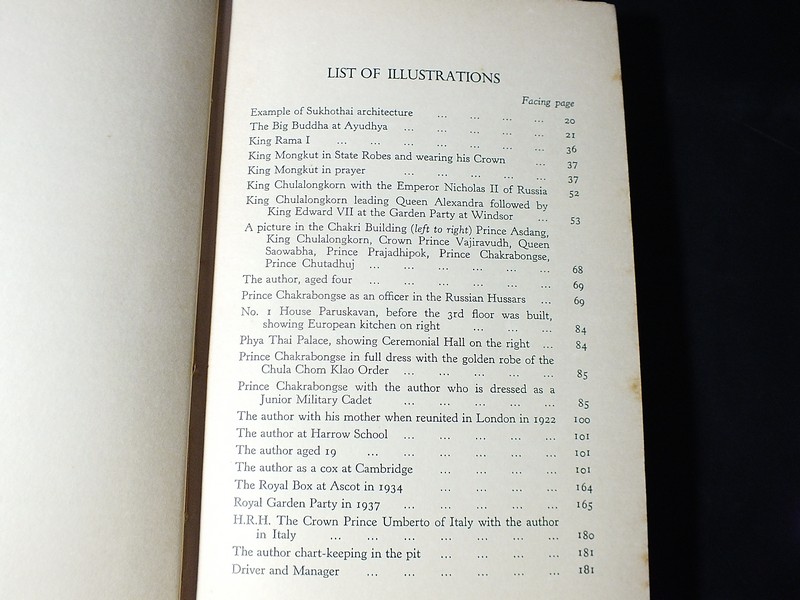 LIST OF ILLUSTRATIONS
Facing page
Example of Sukhothai architecture ... ... ... ... 20
The Big Buddha at Ayudhya ... ... ... ... ... 21
King Rama I ... ... ... ... ... ... ... 36
King Mongkut in State Robes and wearing his Crown ... 37
King Mongkut in prayer ... ... ... ... ... 37
King Chulalongkorn with the Emperor Nicholas II of Russia 52
King Chulalongkorn leading Queen Alexandra followed by
King Edward VII at the Garden Party at Windsor ... 53
A picture in the Chakri Building (left to right) Prince Asdang,
King Chulalongkorn, Crown Prince Vajiravudh, Queen
Saowabha, Prince Prajadhipok, Prince Chakrabongse,
Prince Chutadhuj ... ... ... ... ... ... 68
The author, aged four ... ... ... ... ... ... 69
Prince Chakrabongse as an officer in the Russian Hussars ... 69
No. 1 House Paruskavan, before the 3rd floor was built,
showing European kitchen on right ... ... ... 84
Phya Thai Palace, showing Ceremonial Hall on the right ... 84
Prince Chakrabongse in full dress with the golden robe of the
Chula Chom Klao Order ... ... ... ... ... 85
Prince Chakrabongse with the author who is dressed as a
Junior Military Cadet ... ... ... ... ... 85
The author with his mother when reunited in London in 1922 100
The author at Harrow School ... ... ... ... ... 101
The author aged 19 ... ... ... ... ... ... 101
The author as a cox at Cambridge ... ... ... ... 101
The Royal Box at Ascot in 1934 ... ... ... ... 164
Royal Garden Party in 1937 ... ... ... ... ... 165
H.R.H. The Crown Prince Umberto of Italy with the author
in Italy ... ... ... ... ... ... ... 180
The author chart-keeping in the pit ... ... ... ... 181
Driver and Manager ... ... ... ... ... ... 181